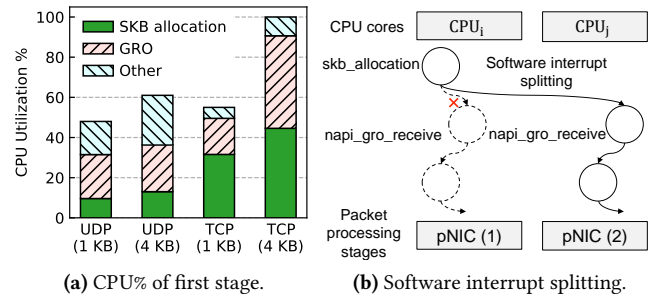 100
80
60
40
20
0
CPU Utilization %
SKB allocation
GRO
Other
UDP
(1 KB)
UDP
(4 KB)
TCP
(1 KB)
TCP
(4 KB)
(a) CPU% of first stage.
CPU cores
CPUi
CPUj
skb_allocation
Software interrupt
splitting
napi_gro_receive
napi_gro_receive
Packet
processing
stages
pNIC (1)
pNIC (2)
(b) Software interrupt splitting.